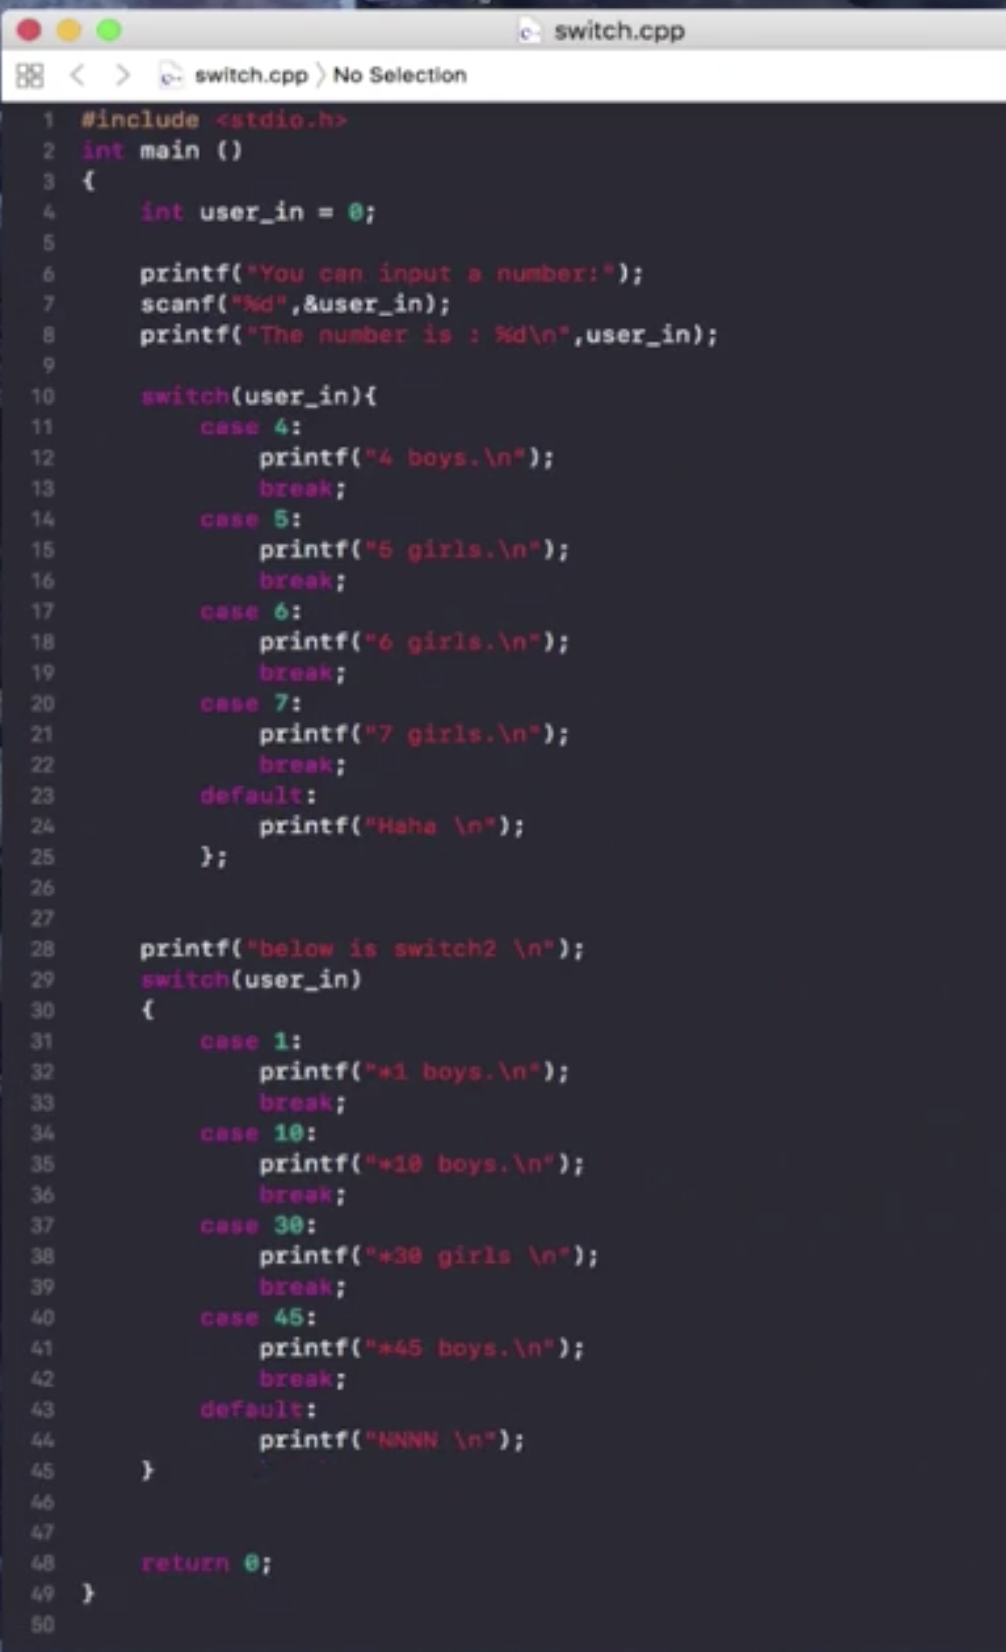 switch.cpp
switch.cpp 〉 No Selection
1 #include <stdio.h>
2 int main ()
3 {
4     int user_in = 0;
5
6     printf("You can input a number:");
7     scanf("%d",&user_in);
8     printf("The number is : %d\n",user_in);
9
10     switch(user_in){
11         case 4:
12             printf("4 boys.\n");
13             break;
14         case 5:
15             printf("5 girls.\n");
16             break;
17         case 6:
18             printf("6 girls.\n");
19             break;
20         case 7:
21             printf("7 girls.\n");
22             break;
23         default:
24             printf("Haha \n");
25         };
26
27
28     printf("below is switch2 \n");
29     switch(user_in)
30     {
31         case 1:
32             printf("*1 boys.\n");
33             break;
34         case 10:
35             printf("*10 boys.\n");
36             break;
37         case 30:
38             printf("*30 girls \n");
39             break;
40         case 45:
41             printf("*45 boys.\n");
42             break;
43         default:
44             printf("NNNN \n");
45     }
46
47
48     return 0;
49 }
50